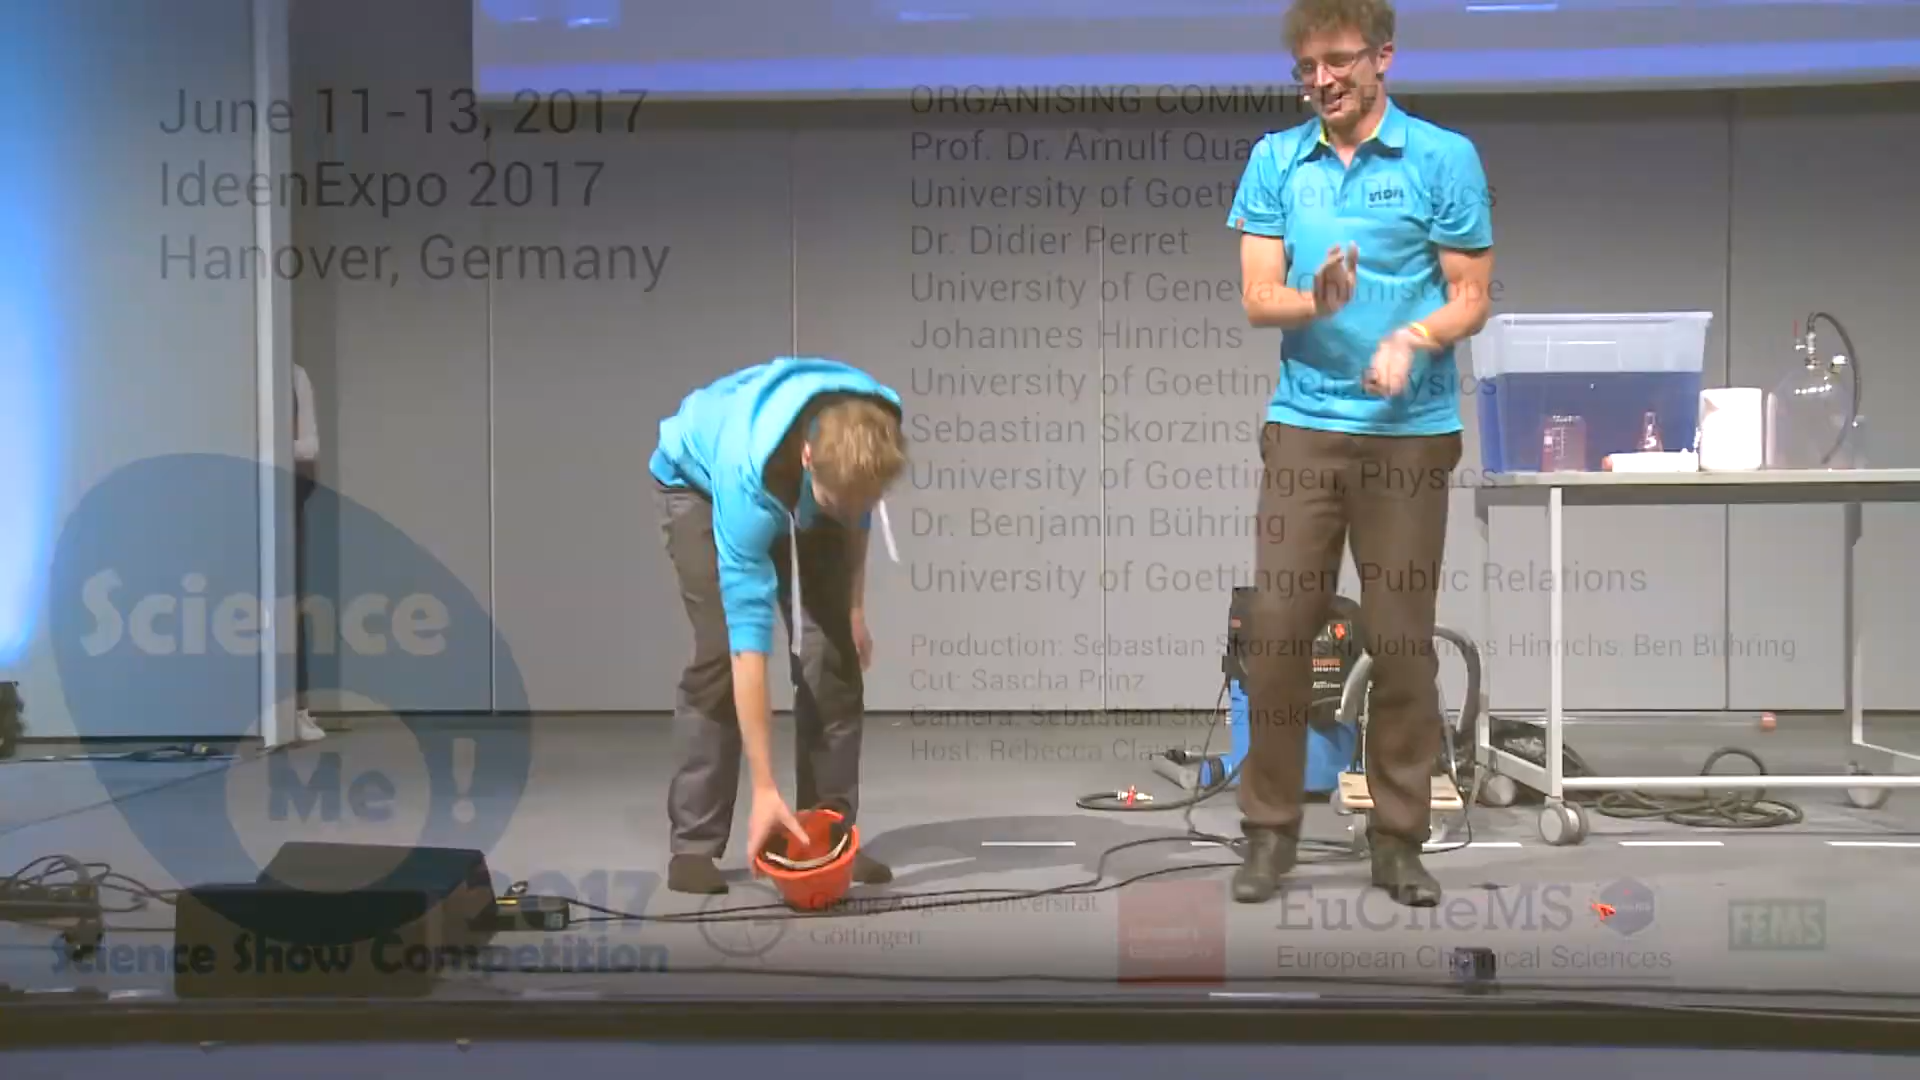 June 11-13, 2017
IdeenExpo 2017
Hanover, Germany
Science
Me!
2017
Science Show Competition
ORGANISING COMMITTEE
Prof. Dr. Arnulf Quadt
University of Goettingen, Physics
Dr. Didier Perret
University of Geneva, Chimiscope
Johannes Hinrichs
University of Goettingen, Physics
Sebastian Skorzinski
University of Goettingen, Physics
Dr. Benjamin Bühring
University of Goettingen, Public Relations
Production: Sebastian Skorzinski, Johannes Hinrichs, Ben Bühring
Cut: Sascha Prinz
Camera: Sebastian Skorzinski
Host: Rebecca Claude
Georg-August-Universität
Göttingen
EuCheMS
European Chemical Sciences
FEMS